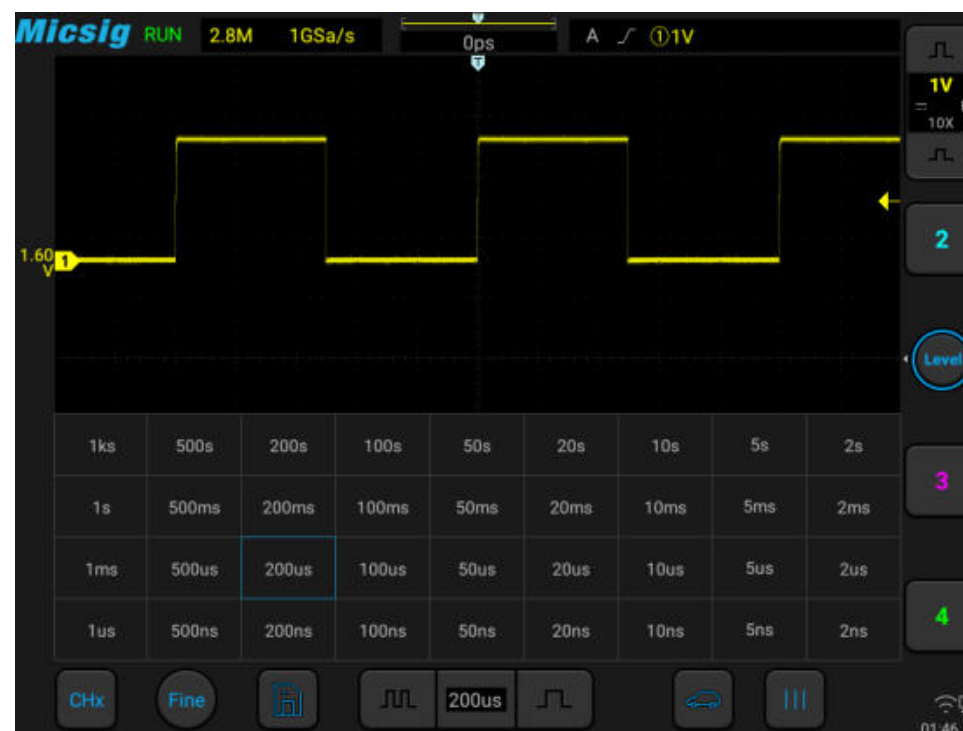 Micsig RUN 2.8M 1GSa/s 0ps A ①1V
T
1V
10X
1.60
V
1
2
Level
1ks 500s 200s 100s 50s 20s 10s 5s 2s
1s 500ms 200ms 100ms 50ms 20ms 10ms 5ms 2ms
3
1ms 500us 200us 100us 50us 20us 10us 5us 2us
1us 500ns 200ns 100ns 50ns 20ns 10ns 5ns 2ns
4
CHx Fine 200us
01:46